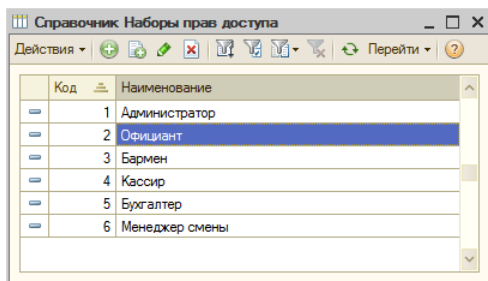 Справочник Наборы прав доступа
Действия Перейти
Код Наименование
1 Администратор
2 Официант
3 Бармен
4 Кассир
5 Бухгалтер
6 Менеджер смены